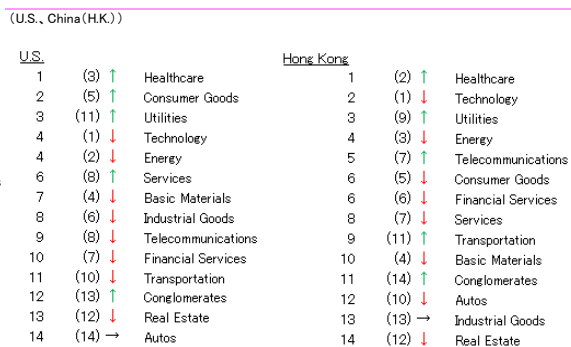 （U.S.、China（H.K.））
U.S.
1 (3) ↑ Healthcare
2 (5) ↑ Consumer Goods
3 (11) ↑ Utilities
4 (1) ↓ Technology
4 (2) ↓ Energy
6 (8) ↑ Services
7 (4) ↓ Basic Materials
8 (6) ↓ Industrial Goods
9 (8) ↓ Telecommunications
10 (7) ↓ Financial Services
11 (10) ↓ Transportation
12 (13) ↑ Conglomerates
13 (12) ↓ Real Estate
14 (14) → Autos
Hong Kong
1 (2) ↑ Healthcare
2 (1) ↓ Technology
3 (9) ↑ Utilities
4 (3) ↓ Energy
5 (7) ↑ Telecommunications
6 (5) ↓ Consumer Goods
6 (6) ↓ Financial Services
8 (7) ↓ Services
9 (11) ↑ Transportation
10 (4) ↓ Basic Materials
11 (14) ↑ Conglomerates
12 (10) ↓ Autos
13 (13) → Industrial Goods
14 (12) ↓ Real Estate